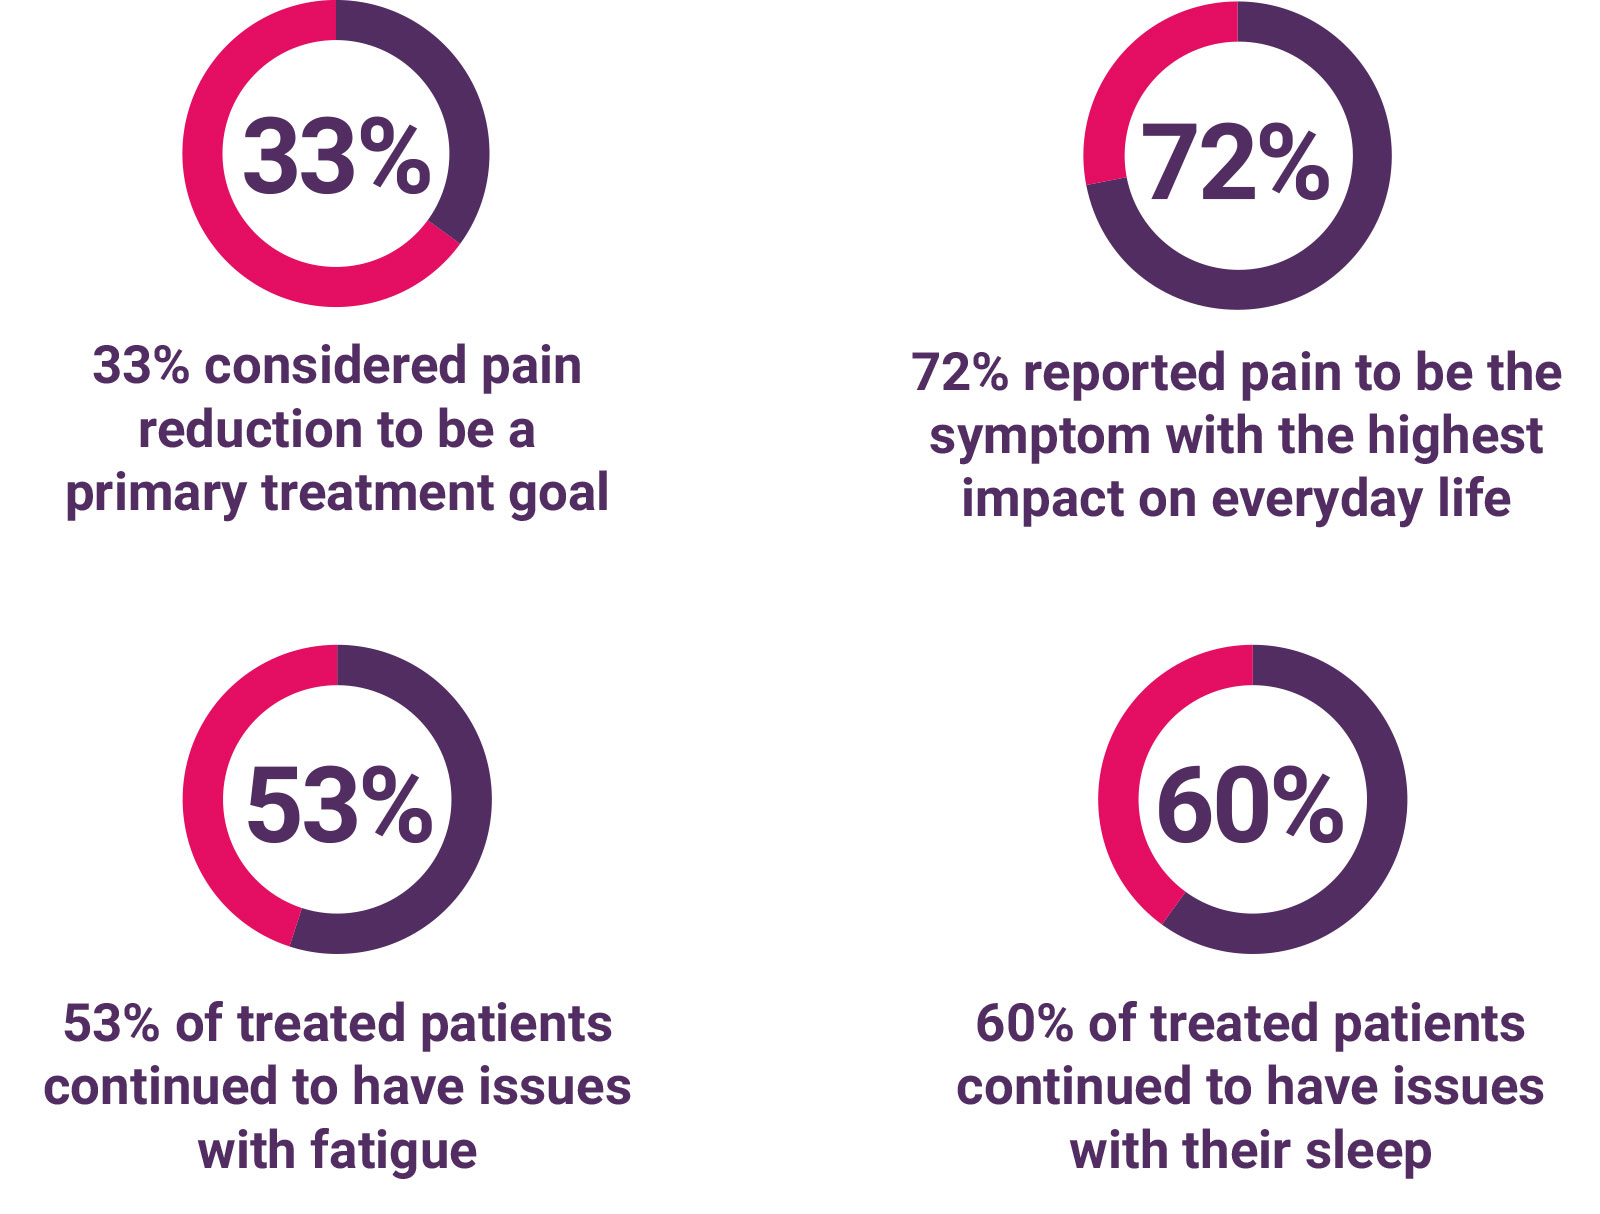 33%
33% considered pain
reduction to be a
primary treatment goal
72%
72% reported pain to be the
symptom with the highest
impact on everyday life
53%
53% of treated patients
continued to have issues
with fatigue
60%
60% of treated patients
continued to have issues
with their sleep